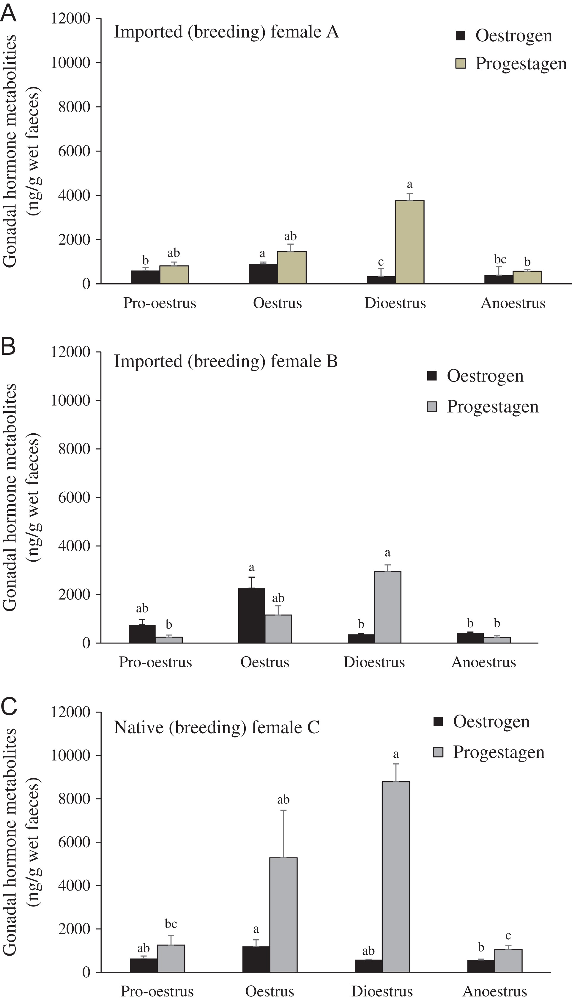 A
Gonadal hormone metabolities
(ng/g wet faeces)
12000
10000
8000
6000
4000
2000
0
Imported (breeding) female A
Oestrogen
Progestagen
b
ab
a
ab
c
a
bc
b
Pro-oestrus
Oestrus
Dioestrus
Anoestrus
B
Gonadal hormone metabolites
(ng/g wet faeces)
12000
10000
8000
6000
4000
2000
0
Imported (breeding) female B
Oestrogen
Progestagen
ab
b
a
ab
b
a
b
b
Pro-oestrus
Oestrus
Dioestrus
Anoestrus
C
Gonadal hormone metabolites
(ng/g wet faeces)
12000
10000
8000
6000
4000
2000
0
Native (breeding) female C
Oestrogen
Progestagen
ab
bc
a
ab
ab
a
b
c
Pro-oestrus
Oestrus
Dioestrus
Anoestrus